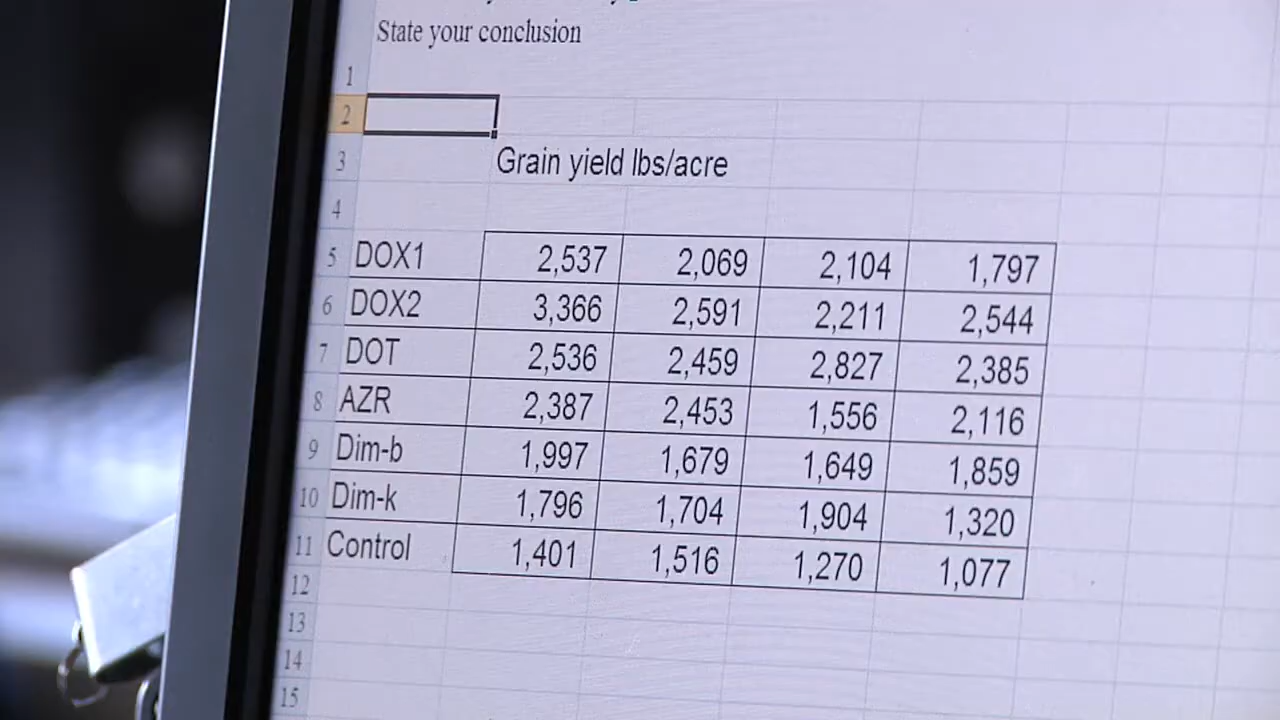 State your conclusion
1
2
3 Grain yield lbs/acre
4
5 DOX1 2,537 2,069 2,104 1,797
6 DOX2 3,366 2,591 2,211 2,544
7 DOT 2,536 2,459 2,827 2,385
8 AZR 2,387 2,453 1,556 2,116
9 Dim-b 1,997 1,679 1,649 1,859
10 Dim-k 1,796 1,704 1,904 1,320
11 Control 1,401 1,516 1,270 1,077
12
13
14
15